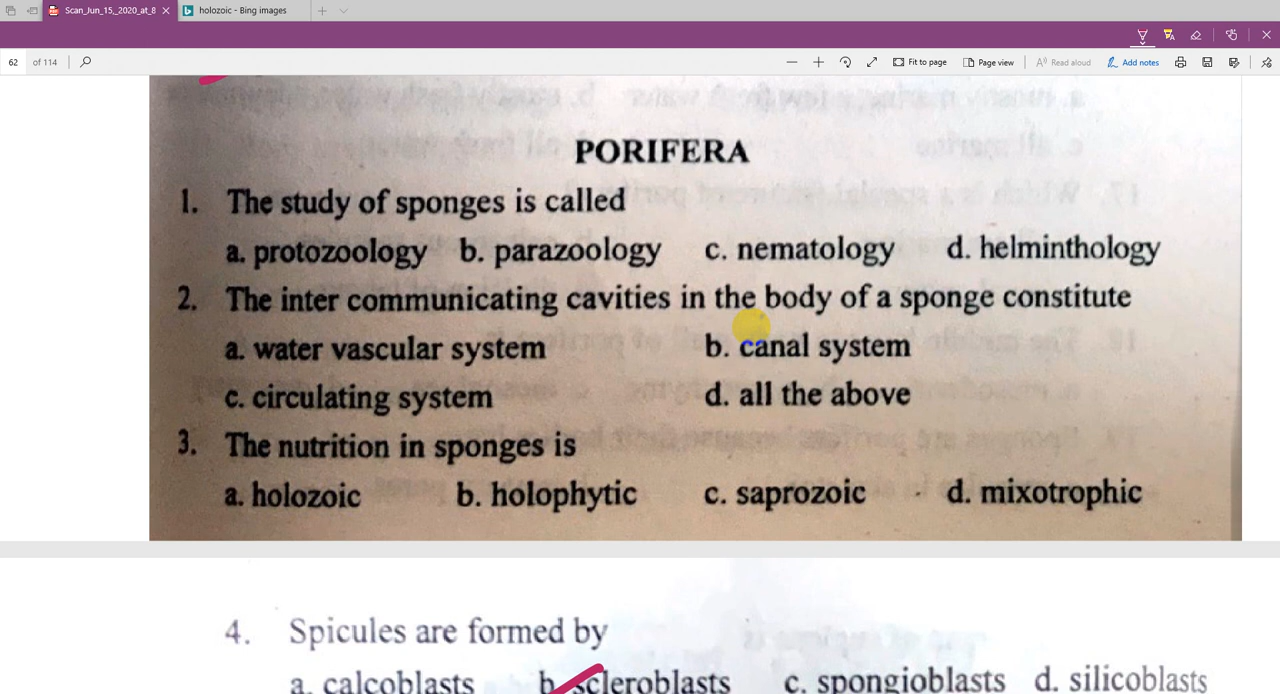 Scan_Jun_15,_2020_at_8
holozoic - Bing images
62 of 114
Fit to page
Page view
Read aloud
Add notes
PORIFERA
1. The study of sponges is called
a. protozoology b. parazoology c. nematology d. helminthology
2. The inter communicating cavities in the body of a sponge constitute
a. water vascular system b. canal system
c. circulating system d. all the above
3. The nutrition in sponges is
a. holozoic b. holophytic c. saprozoic d. mixotrophic
4. Spicules are formed by
a. calcoblasts b. scleroblasts c. spongioblasts d. silicoblasts